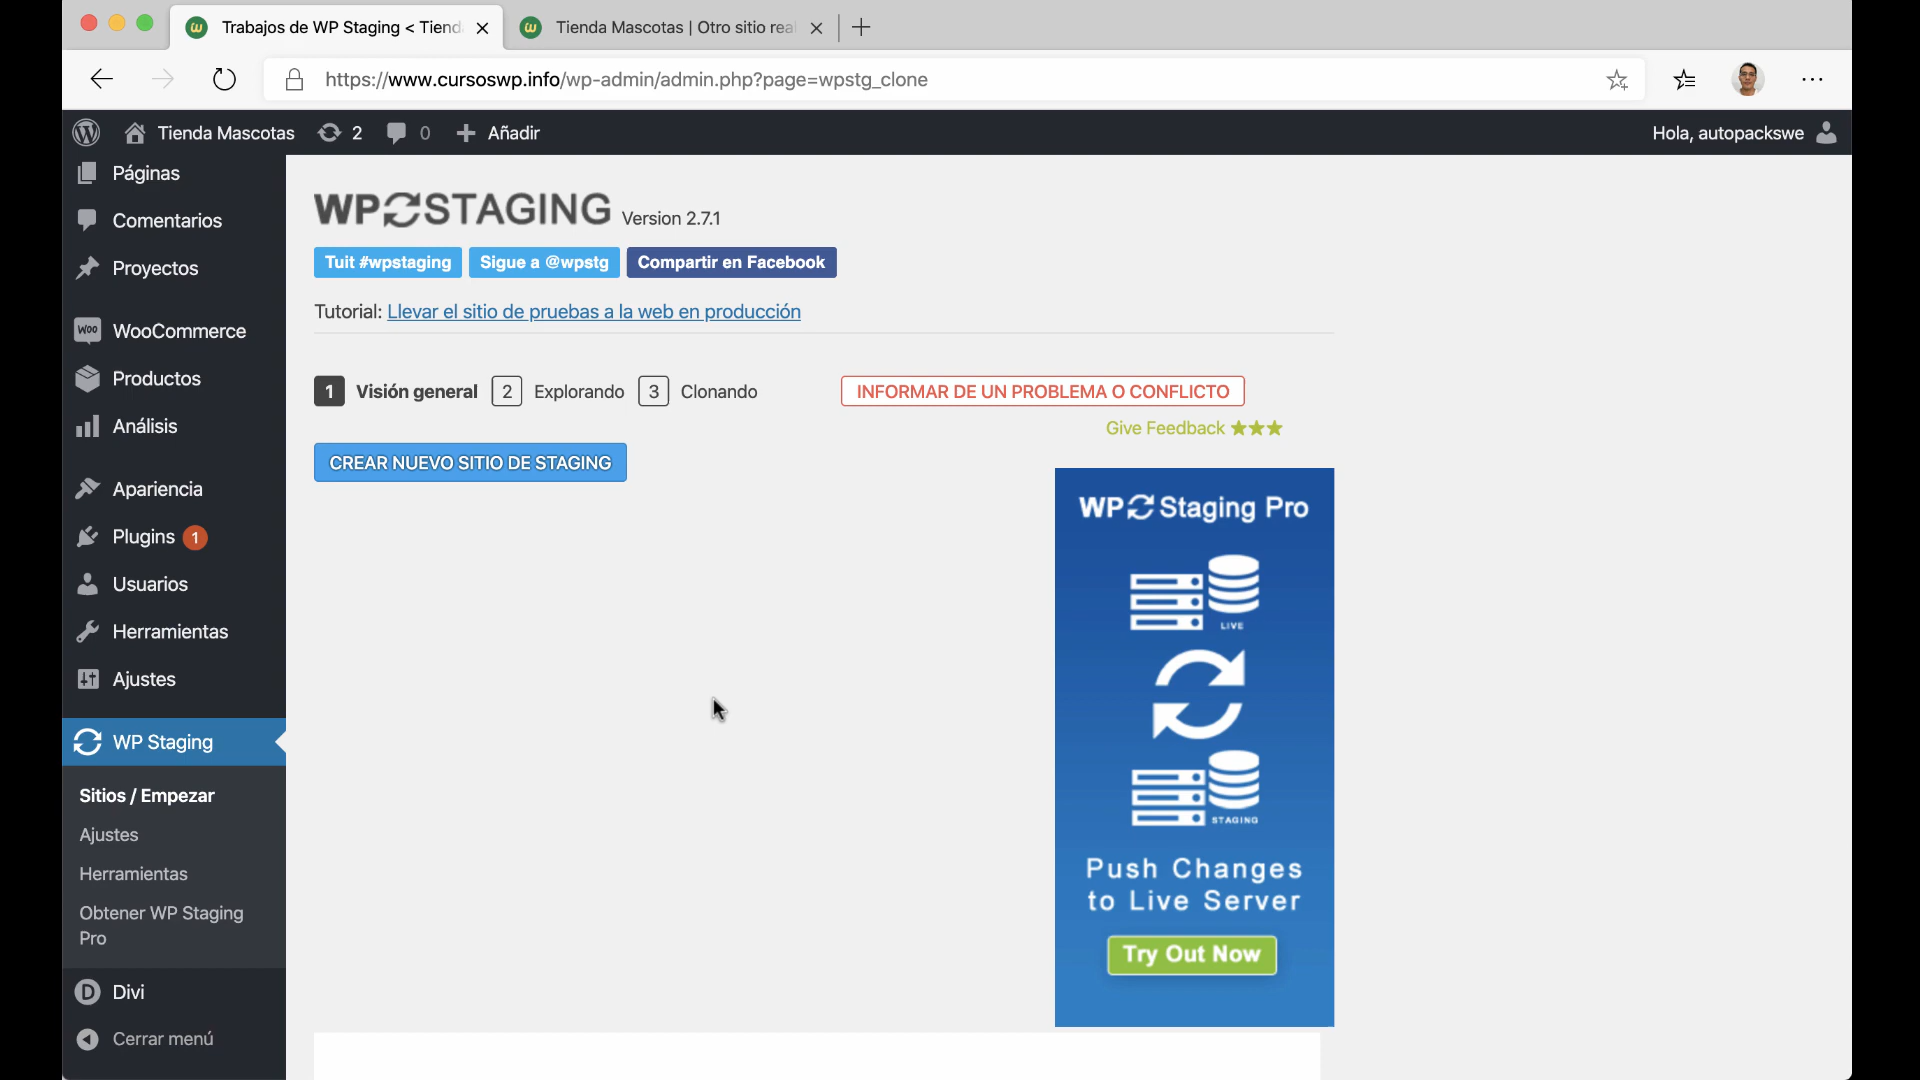 Trabajos de WP Staging < Tiend
Tienda Mascotas | Otro sitio rea
https://www.cursoswp.info/wp-admin/admin.php?page=wpstg_clone
Tienda Mascotas 2 0 Añadir
Hola, autopackswe
Páginas
Comentarios
Proyectos
WooCommerce
Productos
Análisis
Apariencia
Plugins 1
Usuarios
Herramientas
Ajustes
WP Staging
Sitios / Empezar
Ajustes
Herramientas
Obtener WP Staging
Pro
Divi
Cerrar menú
WP STAGING Version 2.7.1
Tuit #wpstaging Sigue a @wpstg Compartir en Facebook
Tutorial: Llevar el sitio de pruebas a la web en producción
1 Visión general 2 Explorando 3 Clonando
INFORMAR DE UN PROBLEMA O CONFLICTO
Give Feedback
CREAR NUEVO SITIO DE STAGING
WP Staging Pro
LIVE
STAGING
Push Changes
to Live Server
Try Out Now